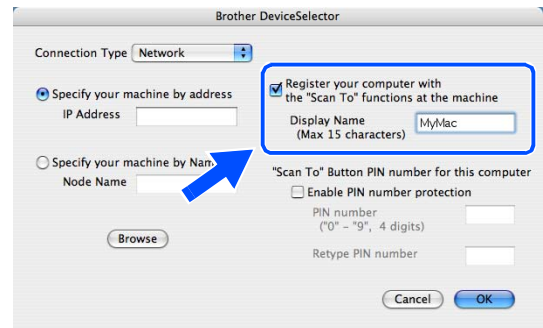 Brother DeviceSelector
Connection Type Network
Specify your machine by address
IP Address
Specify your machine by Nam
Node Name
Browse
Register your computer with
the "Scan To" functions at the machine
Display Name MyMac
(Max 15 characters)
"Scan To" Button PIN number for this computer
Enable PIN number protection
PIN number
("0" – "9", 4 digits)
Retype PIN number
Cancel OK